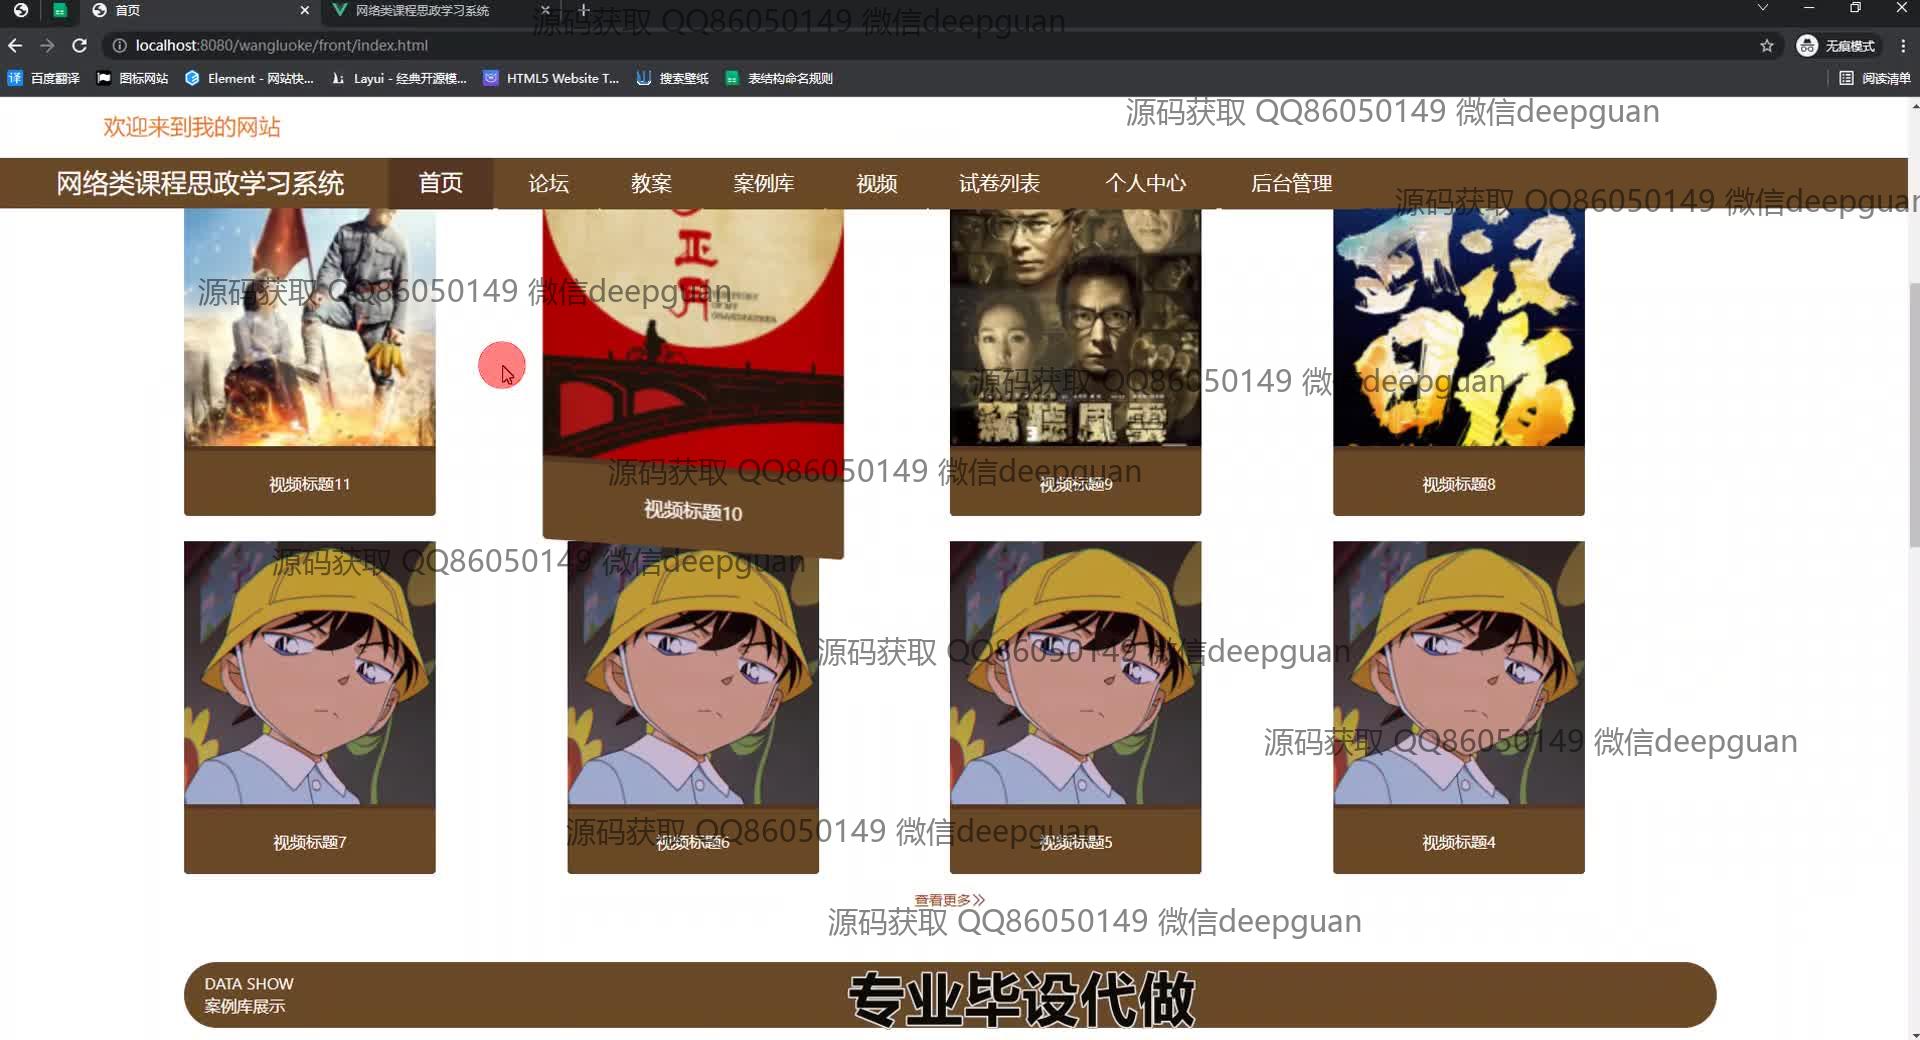 首页
网络类课程思政学习系统
源码获取 QQ86050149 微信deepguan
localhost:8080/wangluoke/front/index.html
无痕模式
百度翻译
图标网站
Element - 网站快...
Layui - 经典开源模...
HTML5 Website T...
搜索壁纸
表结构命名规则
阅读清单
源码获取 QQ86050149 微信deepguan
欢迎来到我的网站
网络类课程思政学习系统
首页
论坛
教案
案例库
视频
试卷列表
个人中心
后台管理
源码获取 QQ86050149 微信deepguan
正
月
武汉
日夜
源码获取 QQ86050149 微信deepguan
源码获取 QQ86050149 微信deepguan
源码获取 QQ86050149 微信deepguan
视频标题11
视频标题10
视频标题9
视频标题8
源码获取 QQ86050149 微信deepguan
源码获取 QQ86050149 微信deepguan
源码获取 QQ86050149 微信deepguan
源码获取 QQ86050149 微信deepguan
视频标题7
视频标题6
视频标题5
视频标题4
查看更多
源码获取 QQ86050149 微信deepguan
DATA SHOW
案例库展示
专业毕设代做